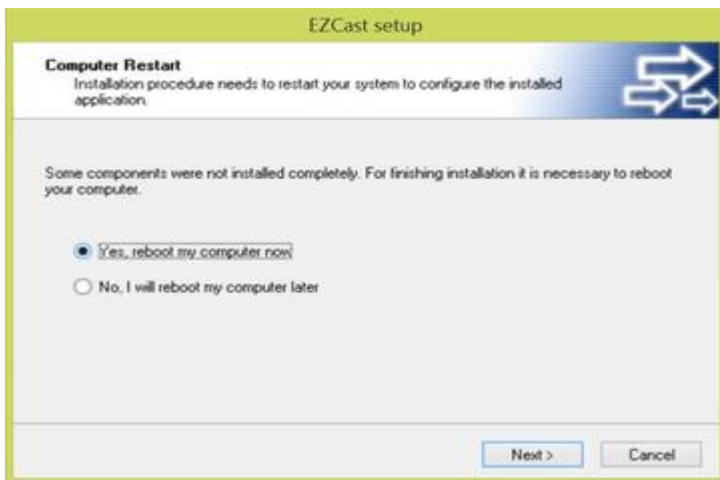 EZCast setup
Computer Restart
Installation procedure needs to restart your system to configure the installed
application.
Some components were not installed completely. For finishing installation it is necessary to reboot
your computer.
Yes, reboot my computer now
No, I will reboot my computer later
Next >
Cancel